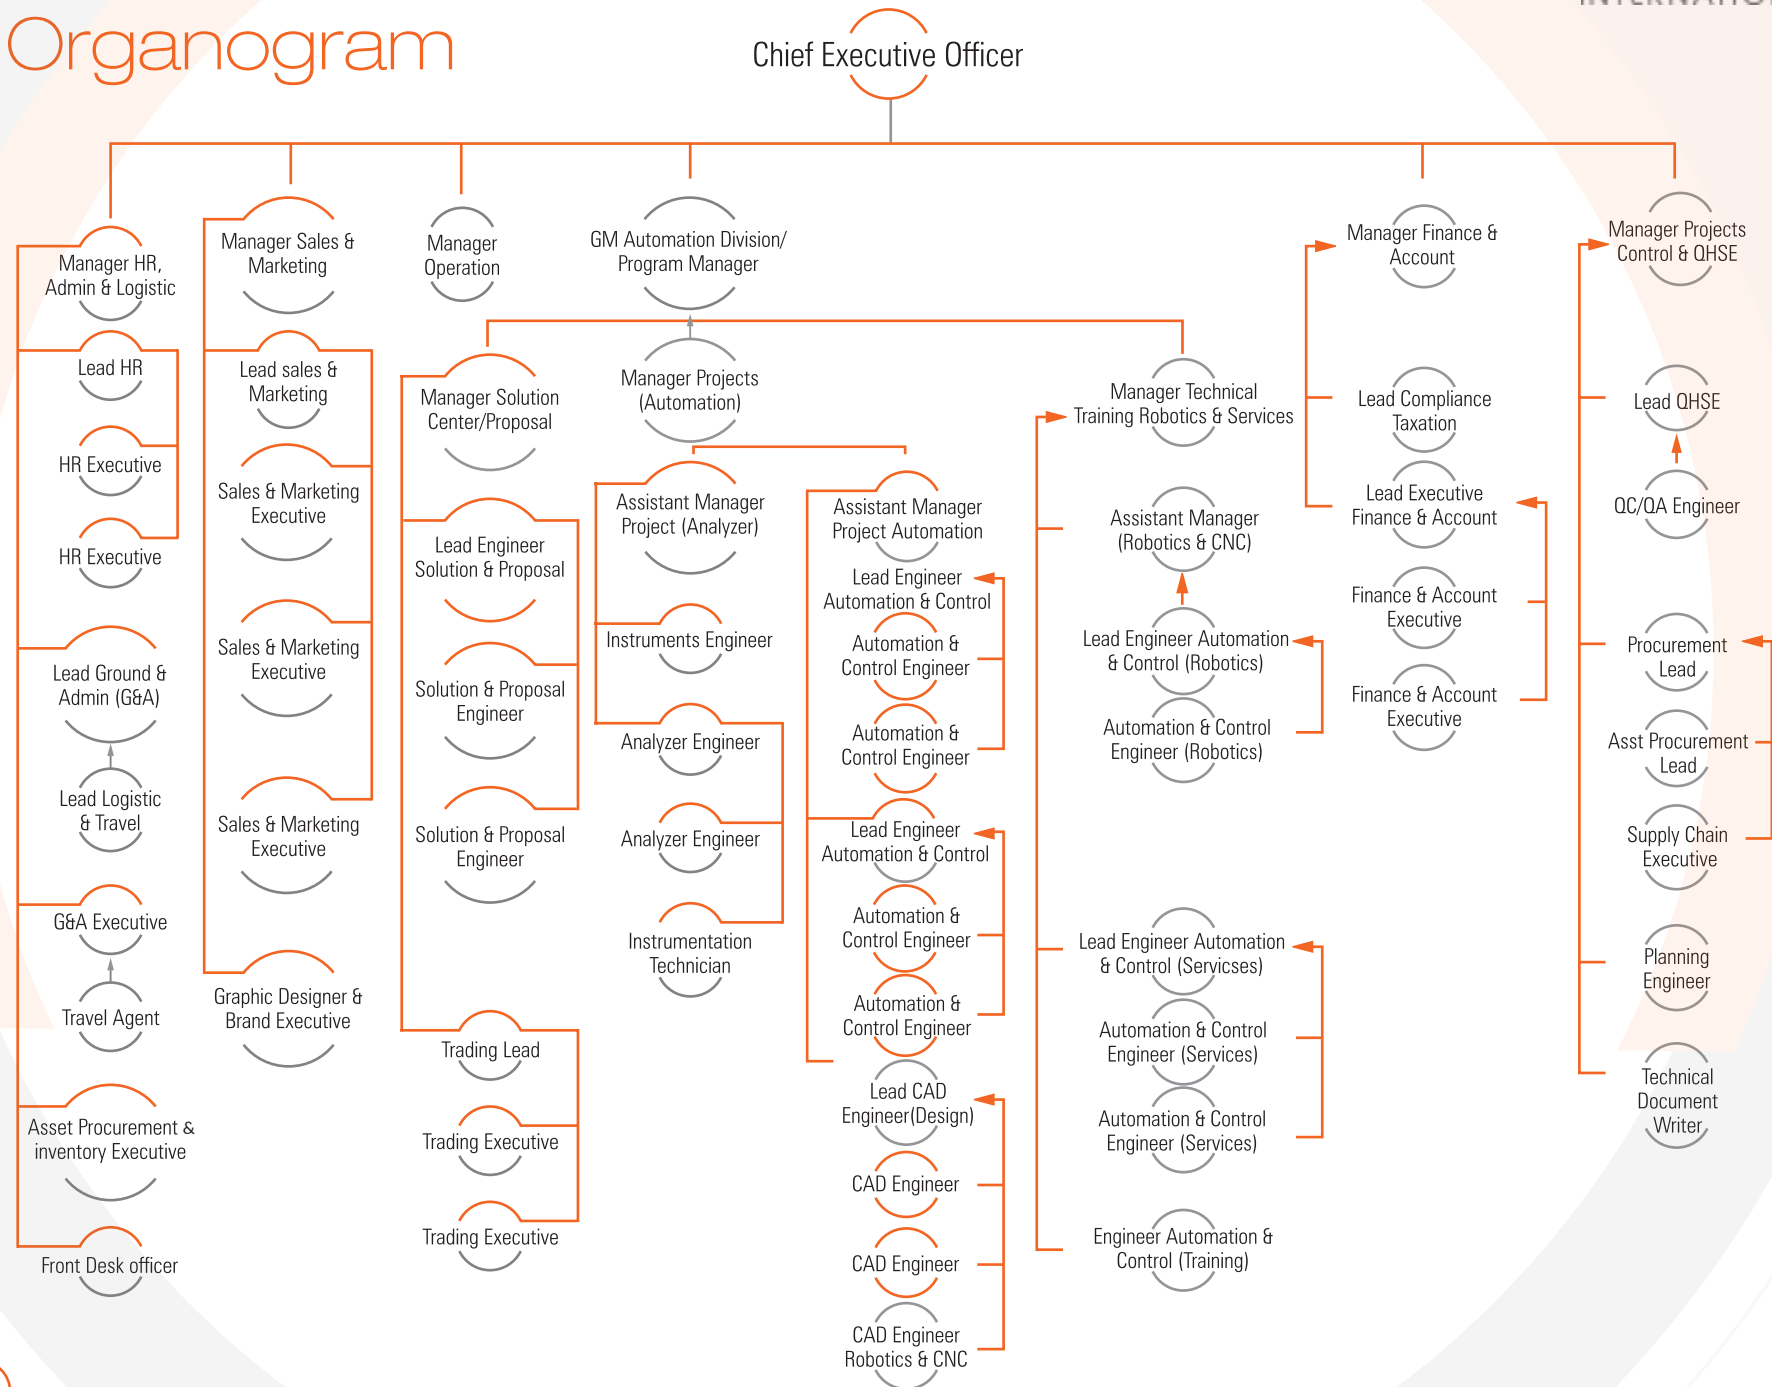 INTERNATIO
Organogram
Chief Executive Officer
Manager HR,
Admin & Logistic
Lead HR
HR Executive
HR Executive
Lead Ground &
Admin (G&A)
Lead Logistic
& Travel
G&A Executive
Travel Agent
Asset Procurement &
inventory Executive
Front Desk officer
Manager Sales &
Marketing
Lead sales &
Marketing
Sales & Marketing
Executive
Sales & Marketing
Executive
Sales & Marketing
Executive
Graphic Designer &
Brand Executive
Manager
Operation
GM Automation Division/
Program Manager
Manager Solution
Center/Proposal
Lead Engineer
Solution & Proposal
Solution & Proposal
Engineer
Solution & Proposal
Engineer
Trading Lead
Trading Executive
Trading Executive
Manager Projects
(Automation)
Assistant Manager
Project (Analyzer)
Instruments Engineer
Analyzer Engineer
Analyzer Engineer
Instrumentation
Technician
Assistant Manager
Project Automation
Lead Engineer
Automation & Control
Automation &
Control Engineer
Automation &
Control Engineer
Lead Engineer
Automation & Control
Automation &
Control Engineer
Automation &
Control Engineer
Lead CAD
Engineer(Design)
CAD Engineer
CAD Engineer
CAD Engineer
Robotics & CNC
Manager Technical
Training Robotics & Services
Assistant Manager
(Robotics & CNC)
Lead Engineer Automation
& Control (Robotics)
Automation & Control
Engineer (Robotics)
Lead Engineer Automation
& Control (Servicses)
Automation & Control
Engineer (Services)
Automation & Control
Engineer (Services)
Engineer Automation &
Control (Training)
Manager Finance &
Account
Lead Compliance
Taxation
Lead Executive
Finance & Account
Finance & Account
Executive
Finance & Account
Executive
Manager Projects
Control & QHSE
Lead QHSE
QC/QA Engineer
Procurement
Lead
Asst Procurement
Lead
Supply Chain
Executive
Planning
Engineer
Technical
Document
Writer